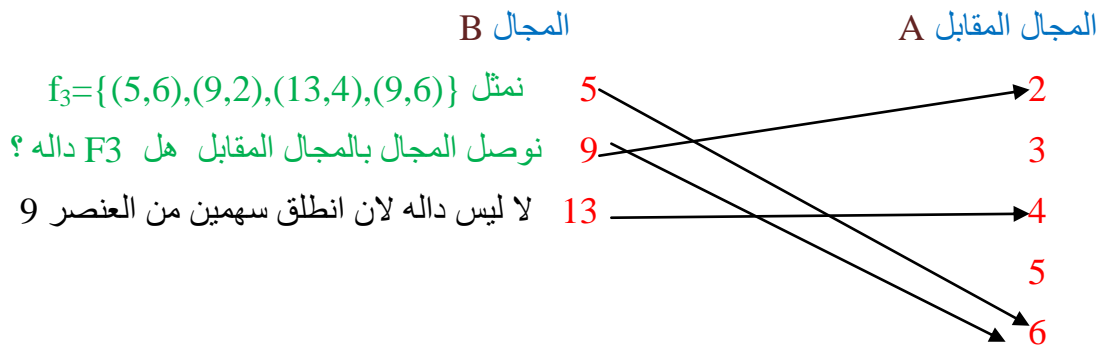 المجال المقابل A المجال B
نمثل f₃={(5,6),(9,2),(13,4),(9,6)} 5 2
نوصل المجال بالمجال المقابل هل F3 داله ؟ 9 3
لا ليس داله لان انطلق سهمين من العنصر 9 13 4
5
6